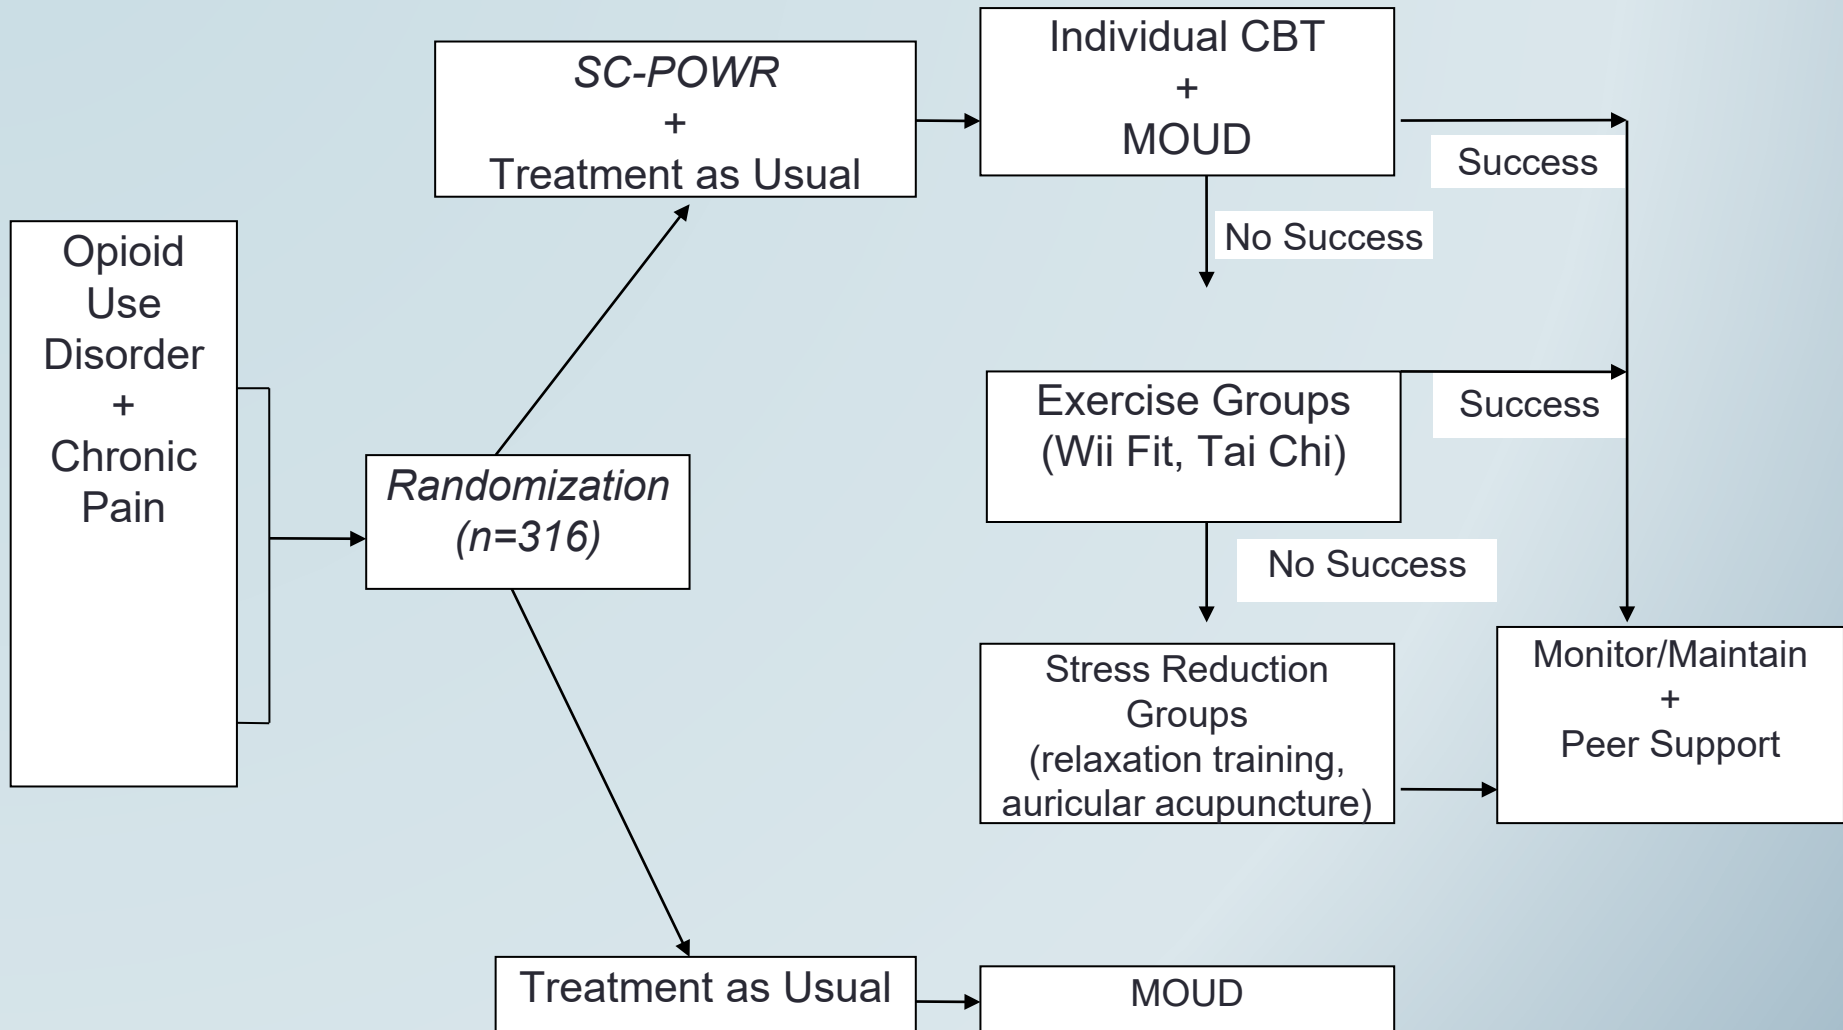 Opioid
Use
Disorder
+
Chronic
Pain
Randomization
(n=316)
SC-POWR
+
Treatment as Usual
Individual CBT
+
MOUD
Success
No Success
Exercise Groups
(Wii Fit, Tai Chi)
Success
No Success
Stress Reduction
Groups
(relaxation training,
auricular acupuncture)
Monitor/Maintain
+
Peer Support
Treatment as Usual
MOUD